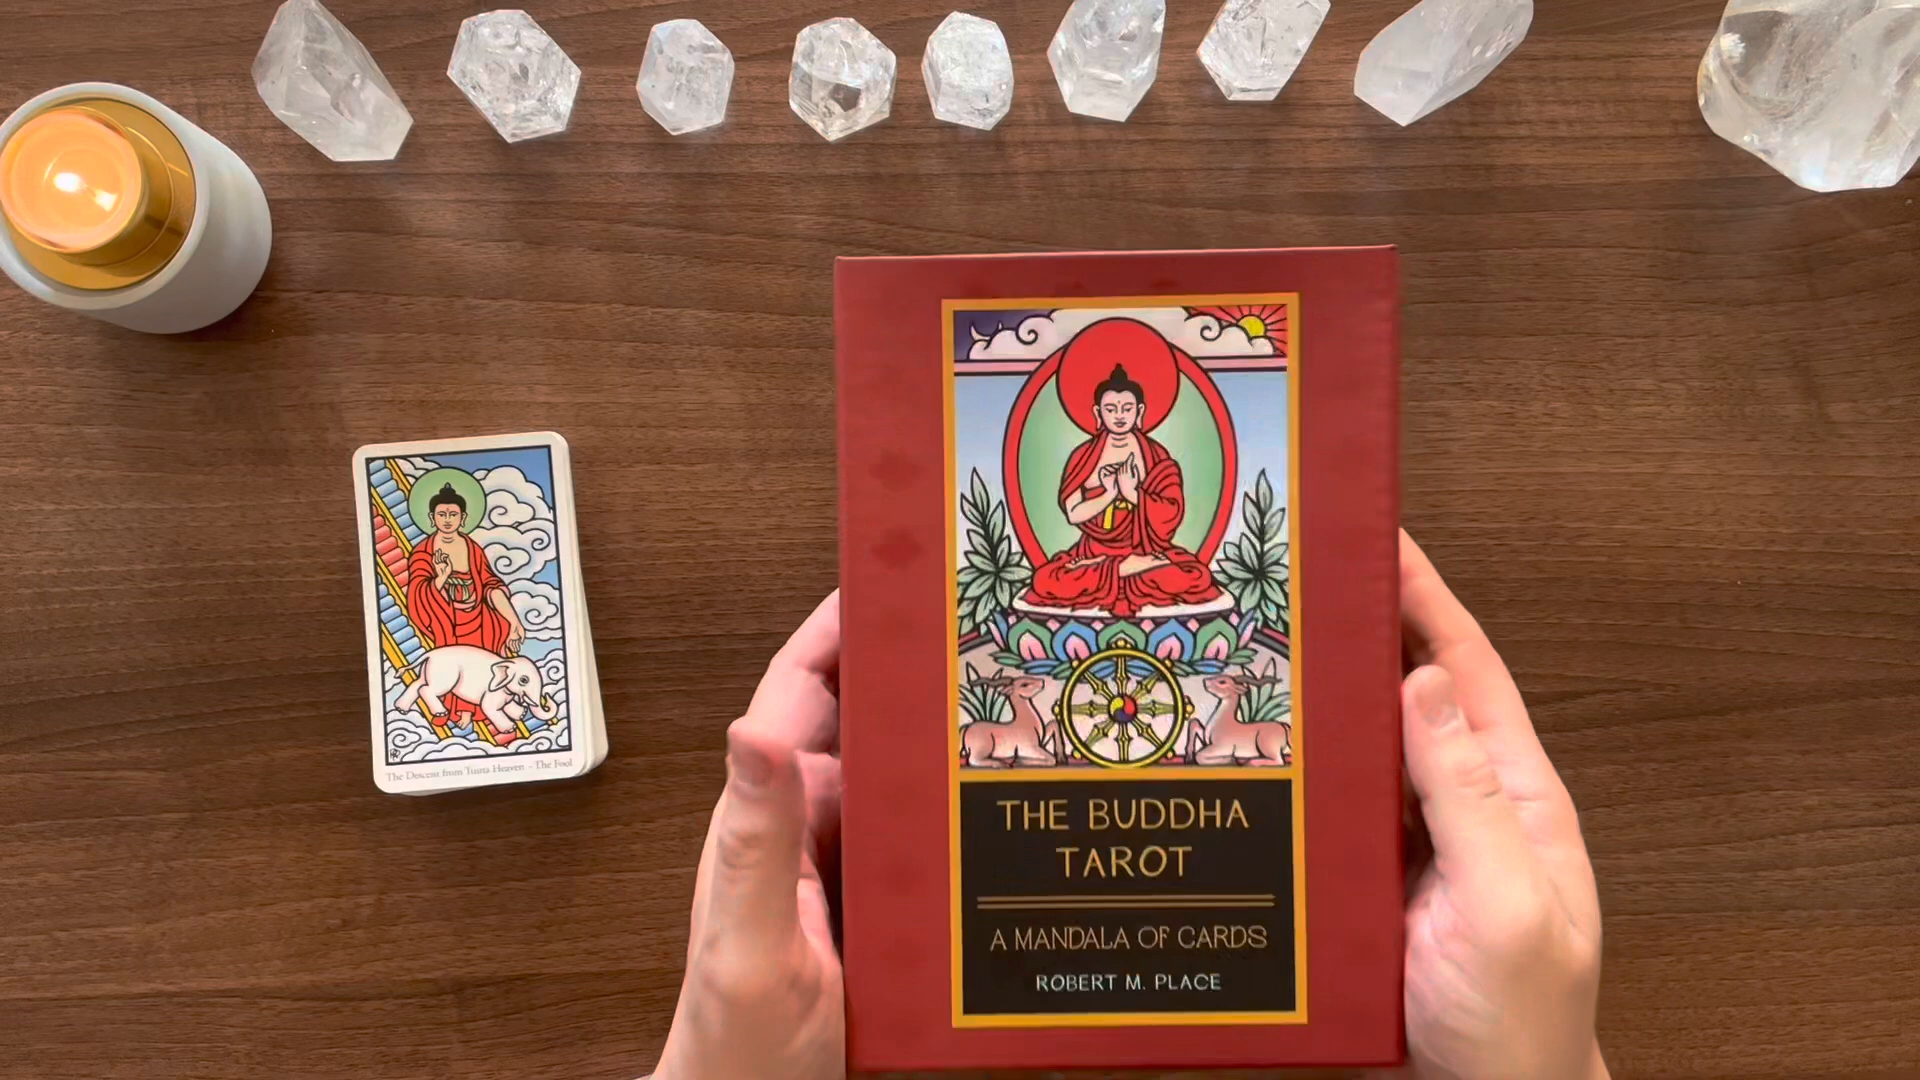 The Descent from Tusita Heaven - The Fool
THE BUDDHA
TAROT
A MANDALA OF CARDS
ROBERT M. PLACE